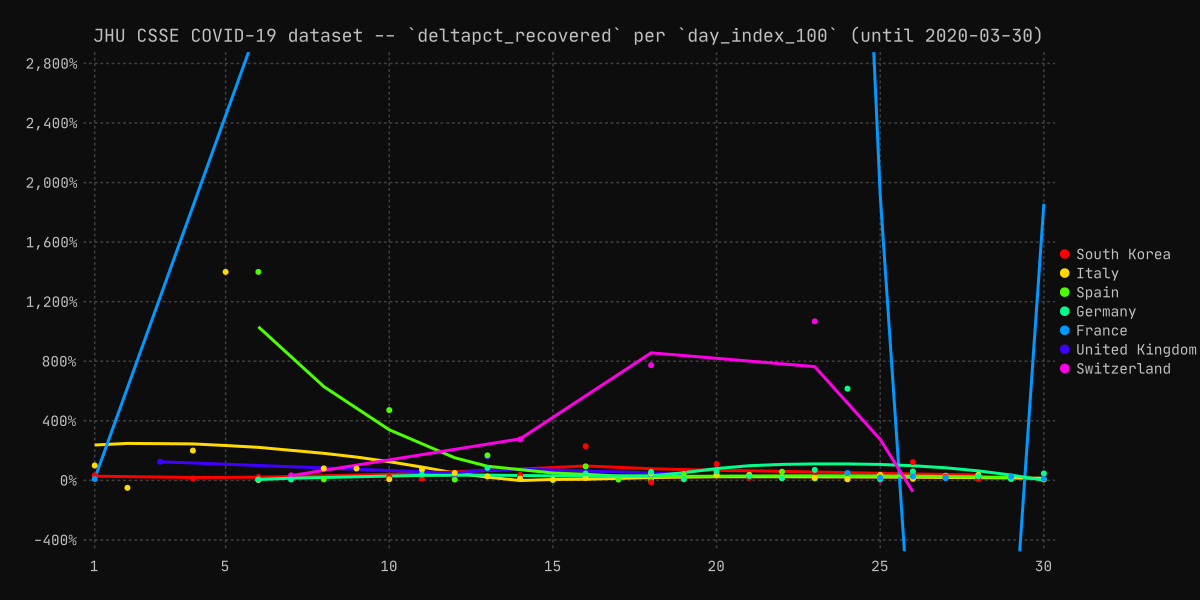 JHU CSSE COVID-19 dataset -- `deltapct_recovered` per `day_index_100` (until 2020-03-30)
2,800%
2,400%
2,000%
1,600%
1,200%
800%
400%
0%
-400%
1 5 10 15 20 25 30
South Korea
Italy
Spain
Germany
France
United Kingdom
Switzerland